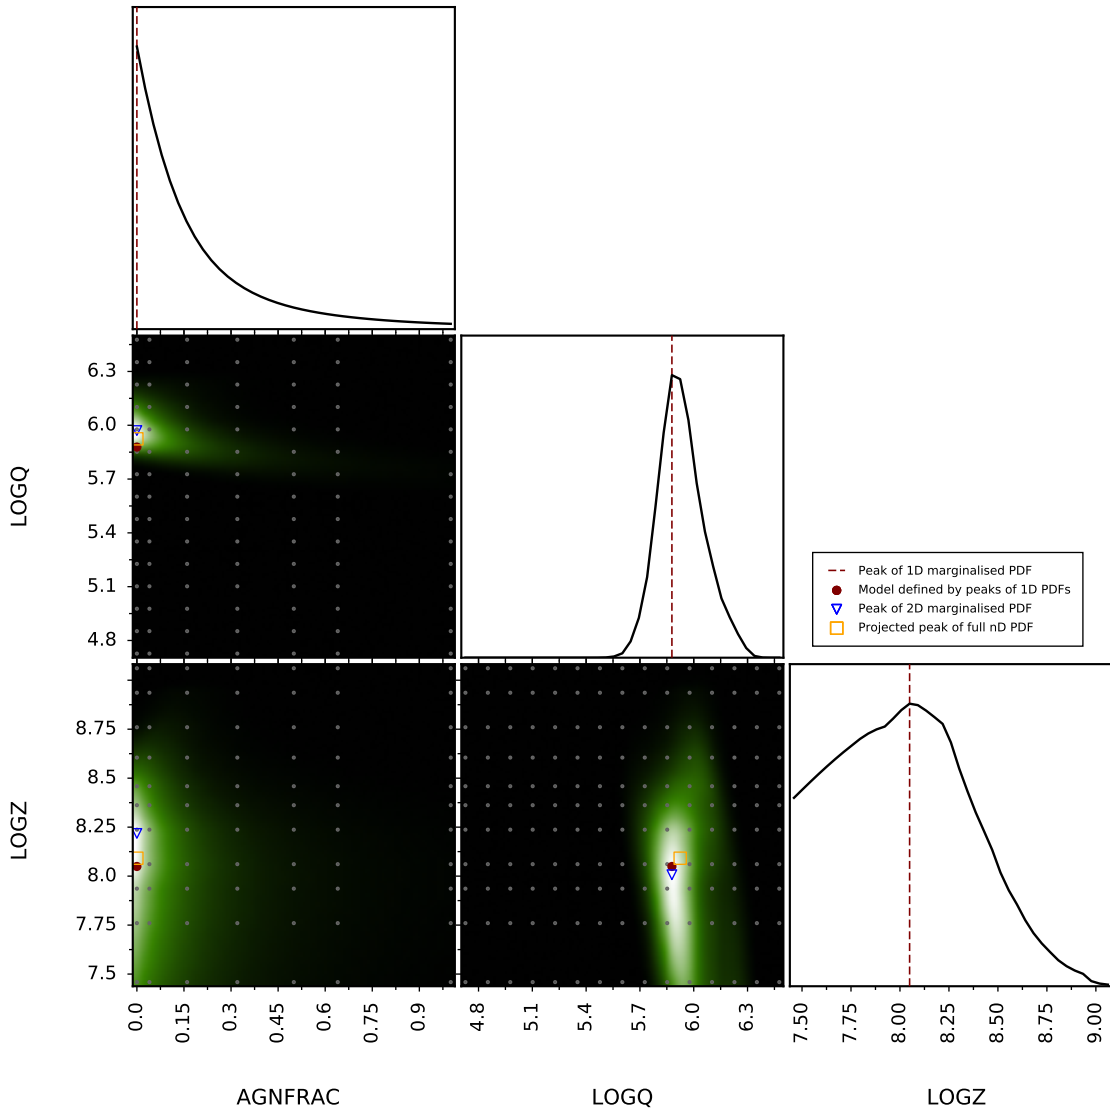 6.3
6.0
5.7
5.4
5.1
4.8
LOGQ
Peak of 1D marginalised PDF
Model defined by peaks of 1D PDFs
Peak of 2D marginalised PDF
Projected peak of full nD PDF
8.75
8.5
8.25
8.0
7.75
7.5
LOGZ
0.0 0.15 0.3 0.45 0.6 0.75 0.9
4.8 5.1 5.4 5.7 6.0 6.3
7.50 7.75 8.00 8.25 8.50 8.75 9.00
AGNFRAC
LOGQ
LOGZ